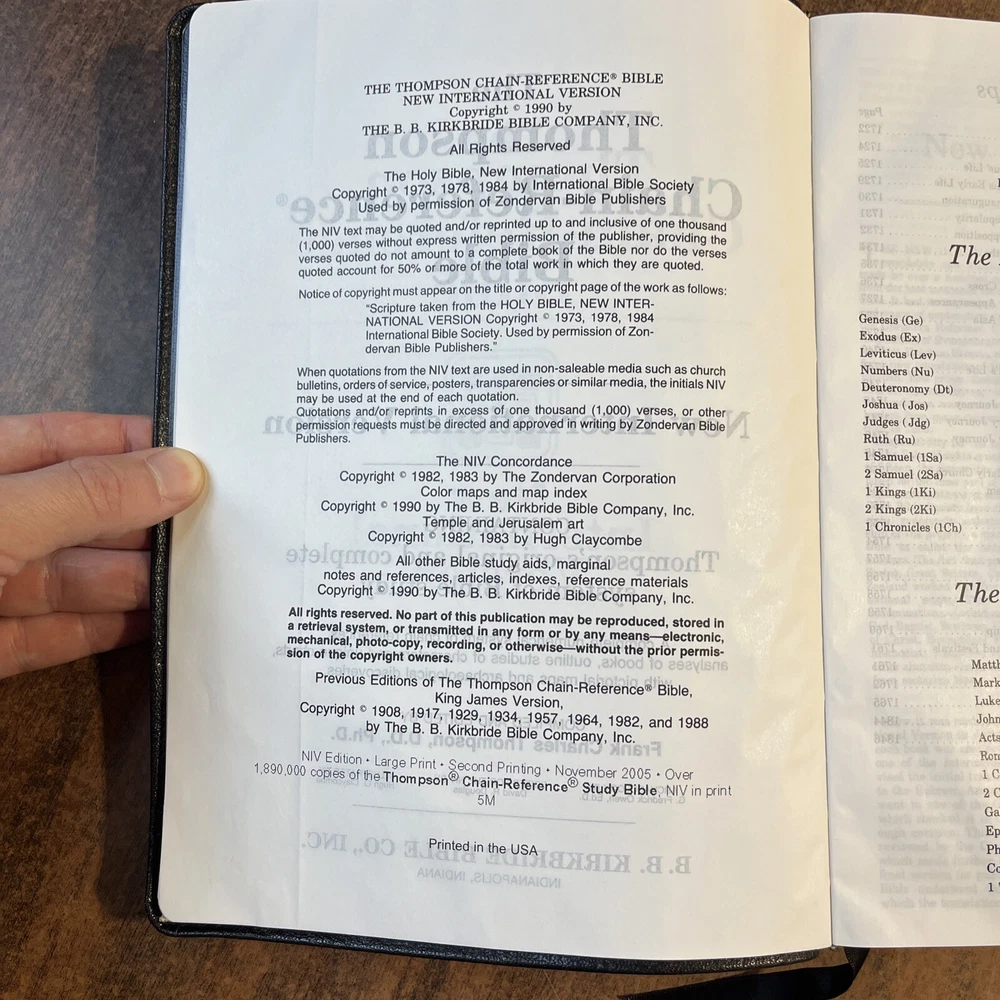 THE THOMPSON CHAIN-REFERENCE® BIBLE
NEW INTERNATIONAL VERSION
Copyright © 1990 by
THE B. B. KIRKBRIDE BIBLE COMPANY, INC.
All Rights Reserved
The Holy Bible, New International Version
Copyright © 1973, 1978, 1984 by International Bible Society
Used by permission of Zondervan Bible Publishers
The NIV text may be quoted and/or reprinted up to and inclusive of one thousand
(1,000) verses without express written permission of the publisher, providing the
verses quoted do not amount to a complete book of the Bible nor do the verses
quoted account for 50% or more of the total work in which they are quoted.
Notice of copyright must appear on the title or copyright page of the work as follows:
"Scripture taken from the HOLY BIBLE, NEW INTER-
NATIONAL VERSION Copyright © 1973, 1978, 1984
International Bible Society. Used by permission of Zon-
dervan Bible Publishers."
When quotations from the NIV text are used in non-saleable media such as church
bulletins, orders of service, posters, transparencies or similar media, the initials NIV
may be used at the end of each quotation.
Quotations and/or reprints in excess of one thousand (1,000) verses, or other
permission requests must be directed and approved in writing by Zondervan Bible
Publishers.
The NIV Concordance
Copyright © 1982, 1983 by The Zondervan Corporation
Color maps and map index
Copyright © 1990 by The B. B. Kirkbride Bible Company, Inc.
Temple and Jerusalem art
Copyright © 1982, 1983 by Hugh Claycombe
All other Bible study aids, marginal
notes and references, articles, indexes, reference materials
Copyright © 1990 by The B. B. Kirkbride Bible Company, Inc.
All rights reserved. No part of this publication may be reproduced, stored in
a retrieval system, or transmitted in any form or by any means—electronic,
mechanical, photo-copy, recording, or otherwise—without the prior permis-
sion of the copyright owners.
Previous Editions of The Thompson Chain-Reference® Bible,
King James Version,
Copyright © 1908, 1917, 1929, 1934, 1957, 1964, 1982, and 1988
by The B. B. Kirkbride Bible Company, Inc.
NIV Edition • Large Print • Second Printing • November 2005 • Over
1,890,000 copies of the Thompson® Chain-Reference® Study Bible, NIV in print
5M
Printed in the USA
The
Genesis (Ge)
Exodus (Ex)
Leviticus (Lev)
Numbers (Nu)
Deuteronomy (Dt)
Joshua (Jos)
Judges (Jdg)
Ruth (Ru)
1 Samuel (1Sa)
2 Samuel (2Sa)
1 Kings (1Ki)
2 Kings (2Ki)
1 Chronicles (1Ch)
The
Matth
Mark
Luke
John
Acts
Rom
1 C
2 C
Ga
Ep
Ph
Co
1